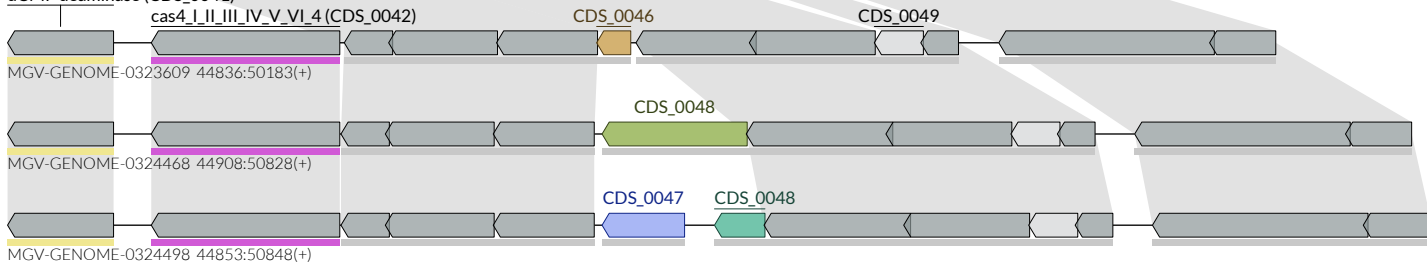 cas4_I_II_III_IV_V_VI_4 (CDS_0042) CDS_0046 CDS_0049
MGV-GENOME-0323609 44836:50183(+)
CDS_0048
MGV-GENOME-0324468 44908:50828(+)
CDS_0047 CDS_0048
MGV-GENOME-0324498 44853:50848(+)